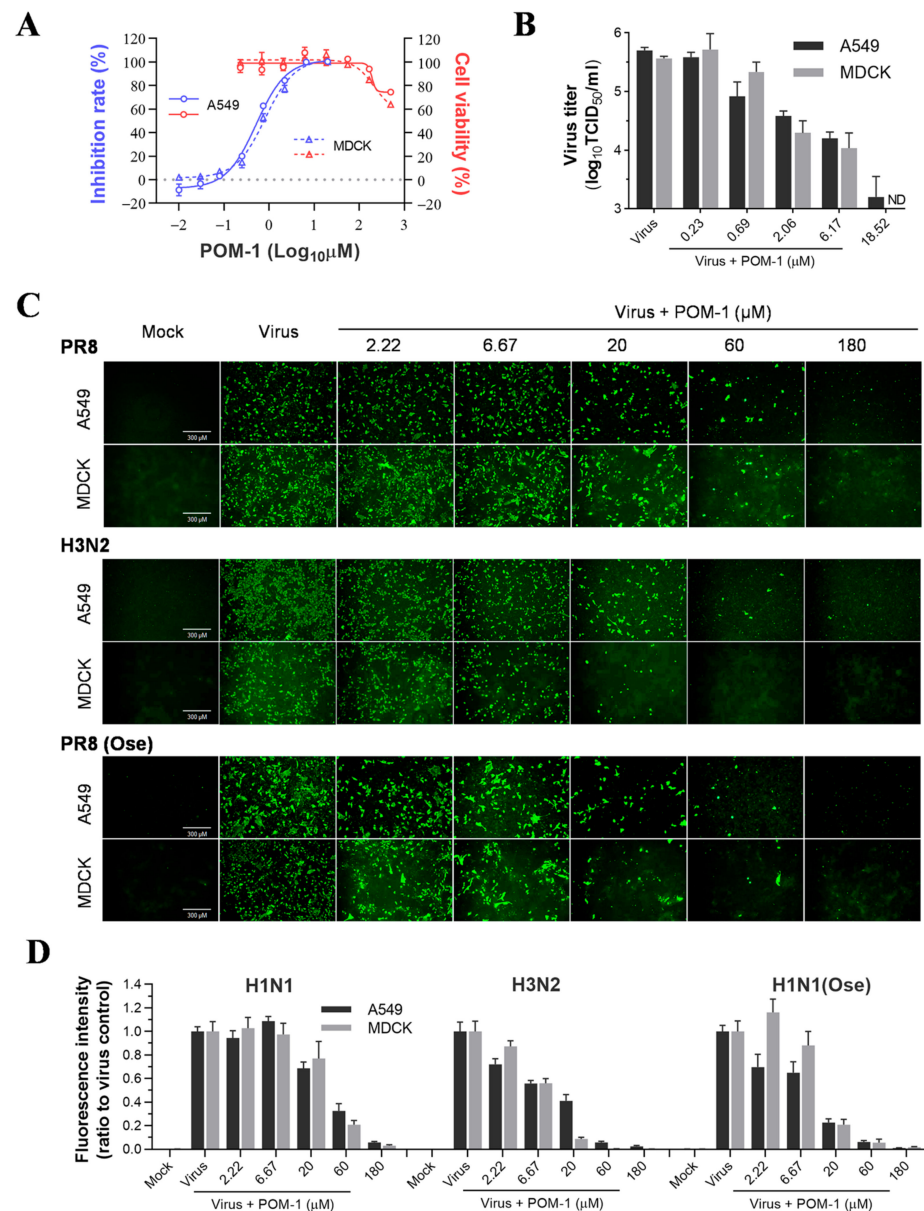 A
Inhibition rate (%)
120
100
80
60
40
20
0
−20
A549
MDCK
120
100
80
60
40
20
0
−20
Cell viability (%)
−2 −1 0 1 2 3
POM-1 (Log10μM)
B
Virus titer
(log10TCID50/ml)
6
5
4
3
A549
MDCK
ND
Virus 0.23 0.69 2.06 6.17 18.52
Virus + POM-1 (μM)
C
Virus + POM-1 (μM)
Mock Virus 2.22 6.67 20 60 180
PR8
A549
300 μM
MDCK
300 μM
H3N2
A549
300 μM
MDCK
300 μM
PR8 (Ose)
A549
300 μM
MDCK
300 μM
D
Fluorescence intensity
(ratio to virus control)
1.4
1.2
1.0
0.8
0.6
0.4
0.2
0.0
H1N1 H3N2 H1N1(Ose)
A549
MDCK
Mock Virus 2.22 6.67 20 60 180 Mock Virus 2.22 6.67 20 60 180 Mock Virus 2.22 6.67 20 60 180
Virus + POM-1 (μM) Virus + POM-1 (μM) Virus + POM-1 (μM)